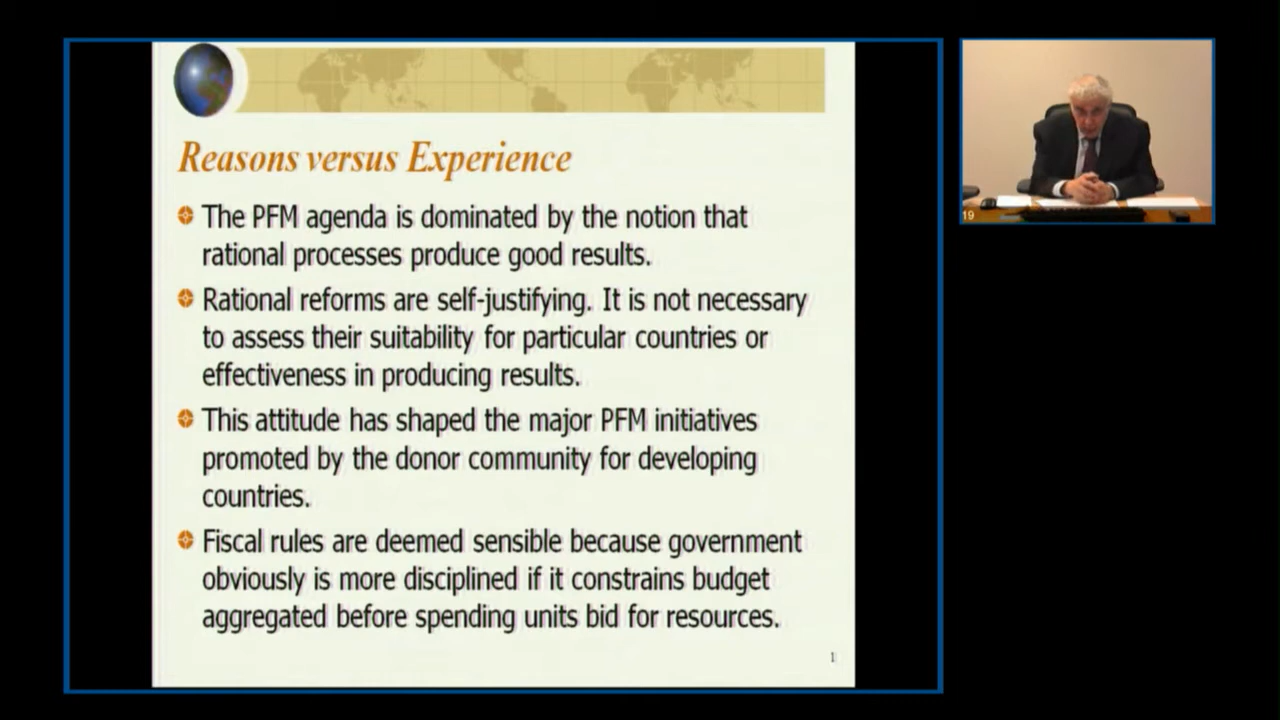 Reasons versus Experience
The PFM agenda is dominated by the notion that
rational processes produce good results.
Rational reforms are self-justifying. It is not necessary
to assess their suitability for particular countries or
effectiveness in producing results.
This attitude has shaped the major PFM initiatives
promoted by the donor community for developing
countries.
Fiscal rules are deemed sensible because government
obviously is more disciplined if it constrains budget
aggregated before spending units bid for resources.
1
19